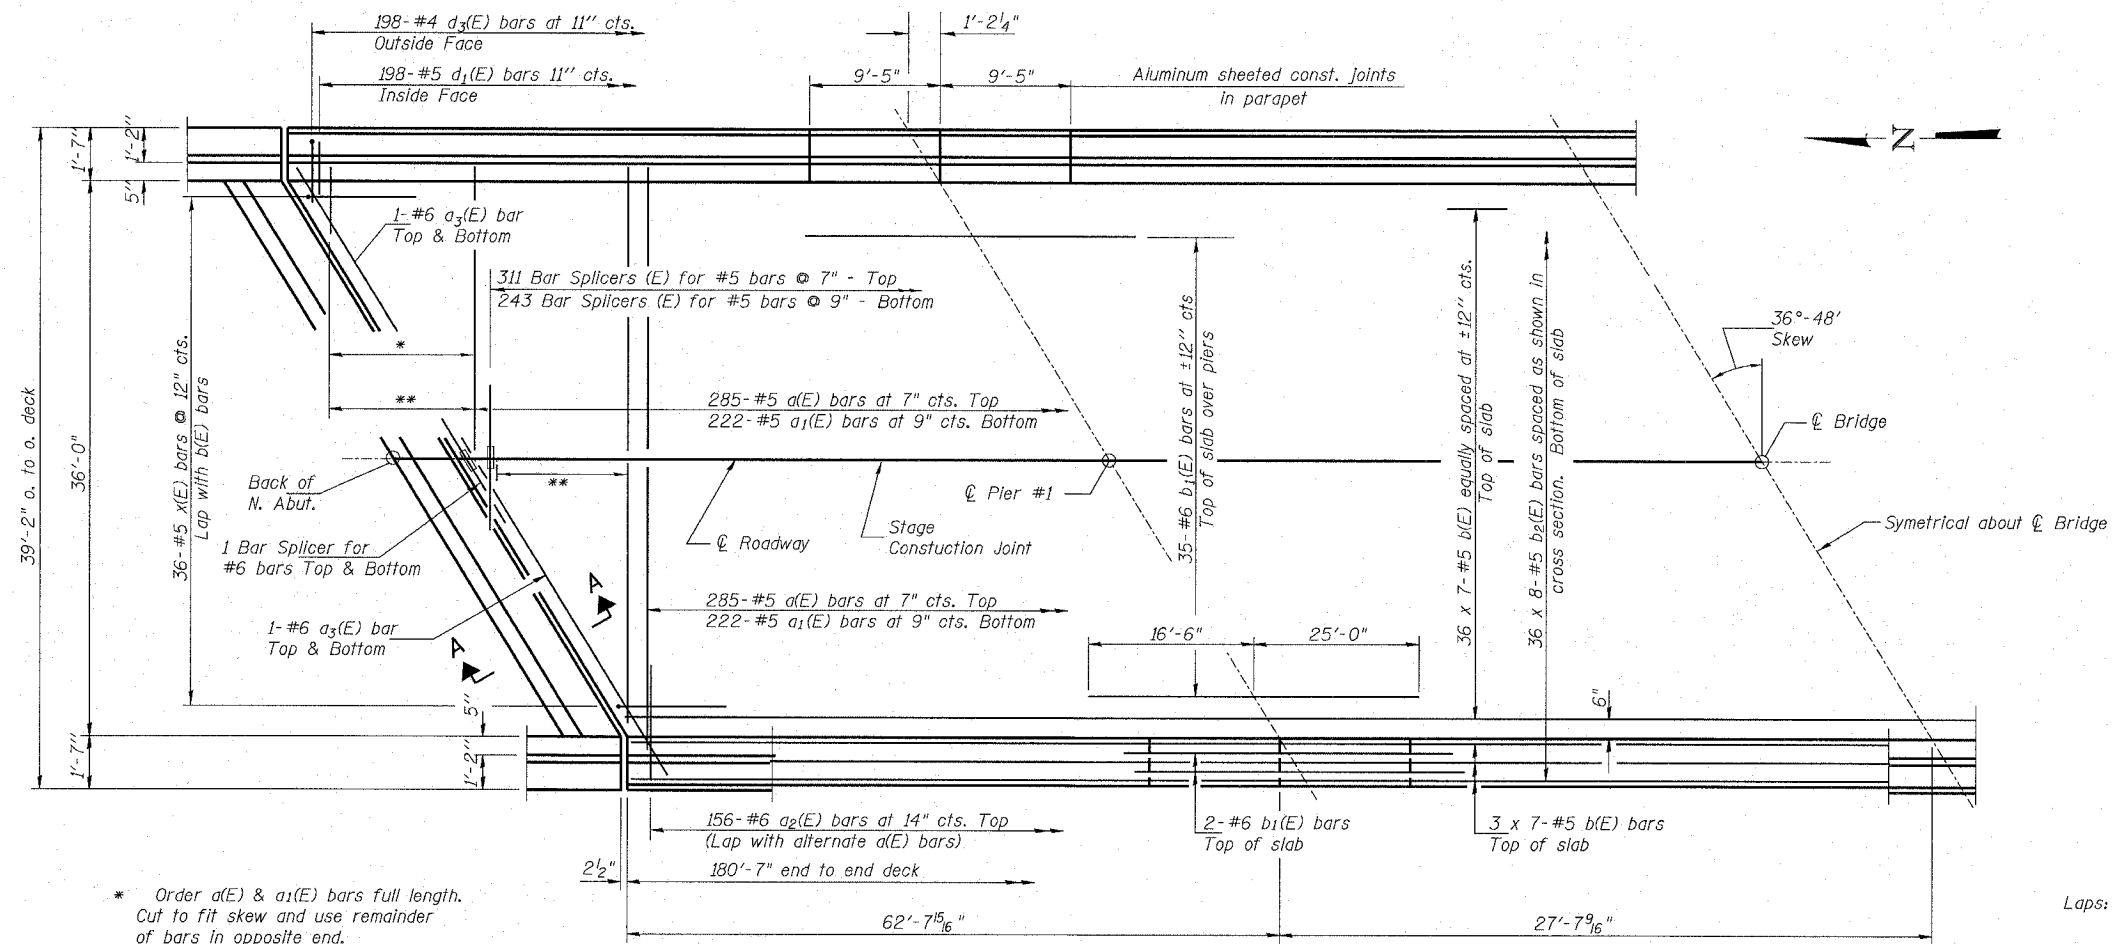 198-#4 d3(E) bars at 11" cts.
Outside Face
198-#5 d1(E) bars 11" cts.
Inside Face
1'-2 1/4"
9'-5"
9'-5"
Aluminum sheeted const. joints
in parapet
N
1'-7"
1'-2"
5"
1-#6 a3(E) bar
Top & Bottom
311 Bar Splicers (E) for #5 bars @ 7" - Top
243 Bar Splicers (E) for #5 bars @ 9" - Bottom
*
**
39'-2" o. to o. deck
36'-0"
36-#5 x(E) bars @ 12" cts.
Lap with b(E) bars
285-#5 a(E) bars at 7" cts. Top
222-#5 a1(E) bars at 9" cts. Bottom
35-#6 b1(E) bars at ±12" cts
Top of slab over piers
36 x 7-#5 b(E) equally spaced at ±12" cts.
Top of slab
36 x 8-#5 b2(E) bars spaced as shown in
cross section. Bottom of slab
36°-48'
Skew
℄ Bridge
Back of
N. Abut.
**
℄ Pier #1
℄ Roadway
Stage
Constuction Joint
Symetrical about ℄ Bridge
1 Bar Splicer for
#6 bars Top & Bottom
A
285-#5 a(E) bars at 7" cts. Top
222-#5 a1(E) bars at 9" cts. Bottom
1-#6 a3(E) bar
Top & Bottom
A
16'-6"
25'-0"
5"
1'-2"
1'-7"
6"
156-#6 a2(E) bars at 14" cts. Top
(Lap with alternate a(E) bars)
2-#6 b1(E) bars
Top of slab
3 x 7-#5 b(E) bars
Top of slab
2 1/2"
180'-7" end to end deck
* Order a(E) & a1(E) bars full length.
Cut to fit skew and use remainder
of bars in opposite end.
62'-7 15/16"
27'-7 9/16"
Laps: